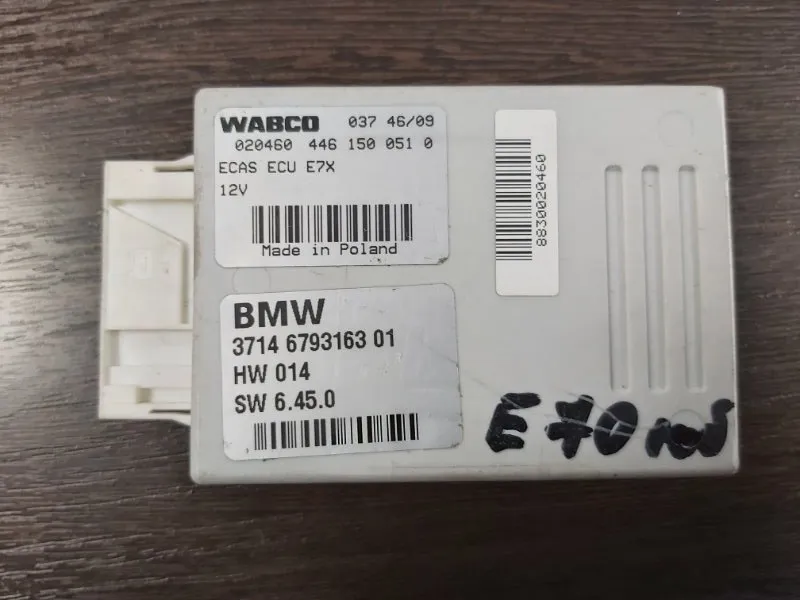 WABCO 037 46/09
020460 446 150 051 0
ECAS ECU E7X
12V
Made in Poland
8830020460
BMW
3714 6793163 01
HW 014
SW 6.45.0
E70